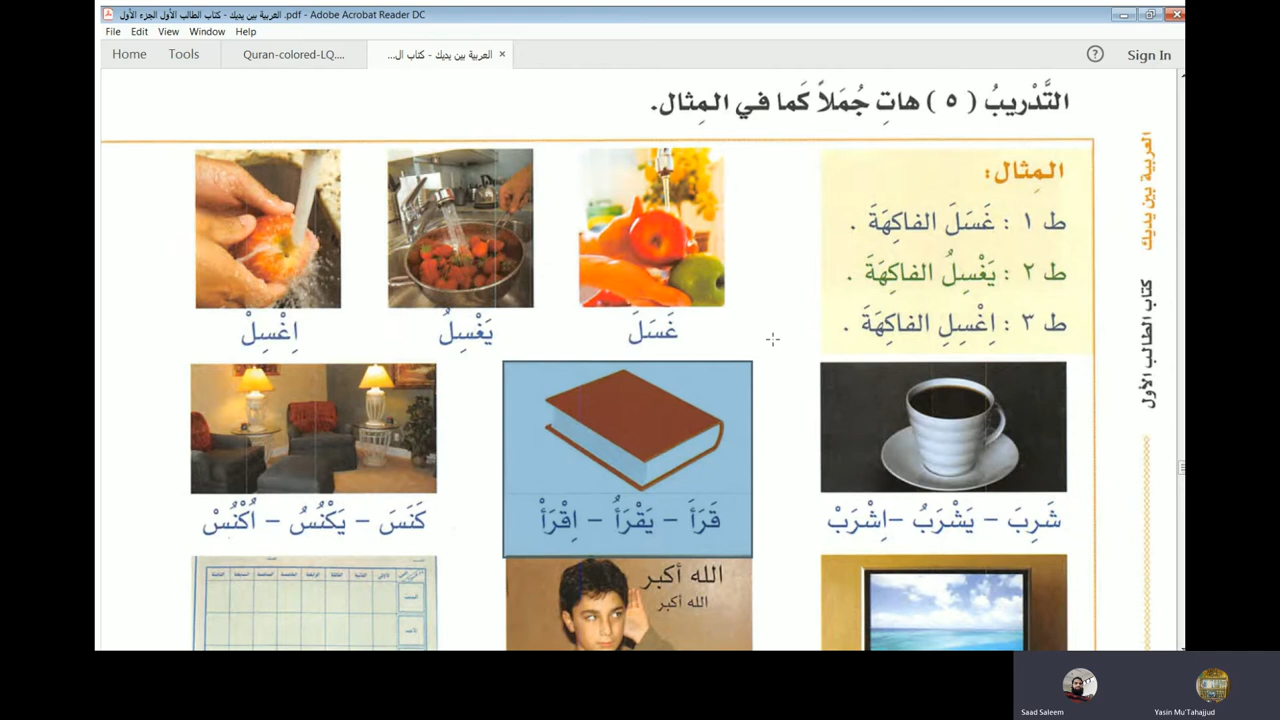 العربية بين يديك - كتاب الطالب الأول الجزء الأول .pdf - Adobe Acrobat Reader DC
File Edit View Window Help
Home Tools Quran-colored-LQ.... العربية بين يديك - كتاب ال... × Sign In
التَّدْرِيبُ ( ٥ ) هاتِ جُمَلاً كَما في المِثال.
المِثال:
ط ١ : غَسَلَ الفاكِهَةَ .
ط ٢ : يَغْسِلُ الفاكِهَةَ .
ط ٣ : اِغْسِلِ الفاكِهَةَ .
غَسَلَ
يَغْسِلُ
اِغْسِلْ
شَرِبَ – يَشْرَبُ –اِشْرَبْ
قَرَأَ – يَقْرَأُ – اِقْرَأْ
كَنَسَ – يَكْنُسُ – اُكْنُسْ
الله أكبر
الله أكبر
العربية بين يديك
كتاب الطالب الأول
Saad Saleem
Yasin Mu`Tahajjud